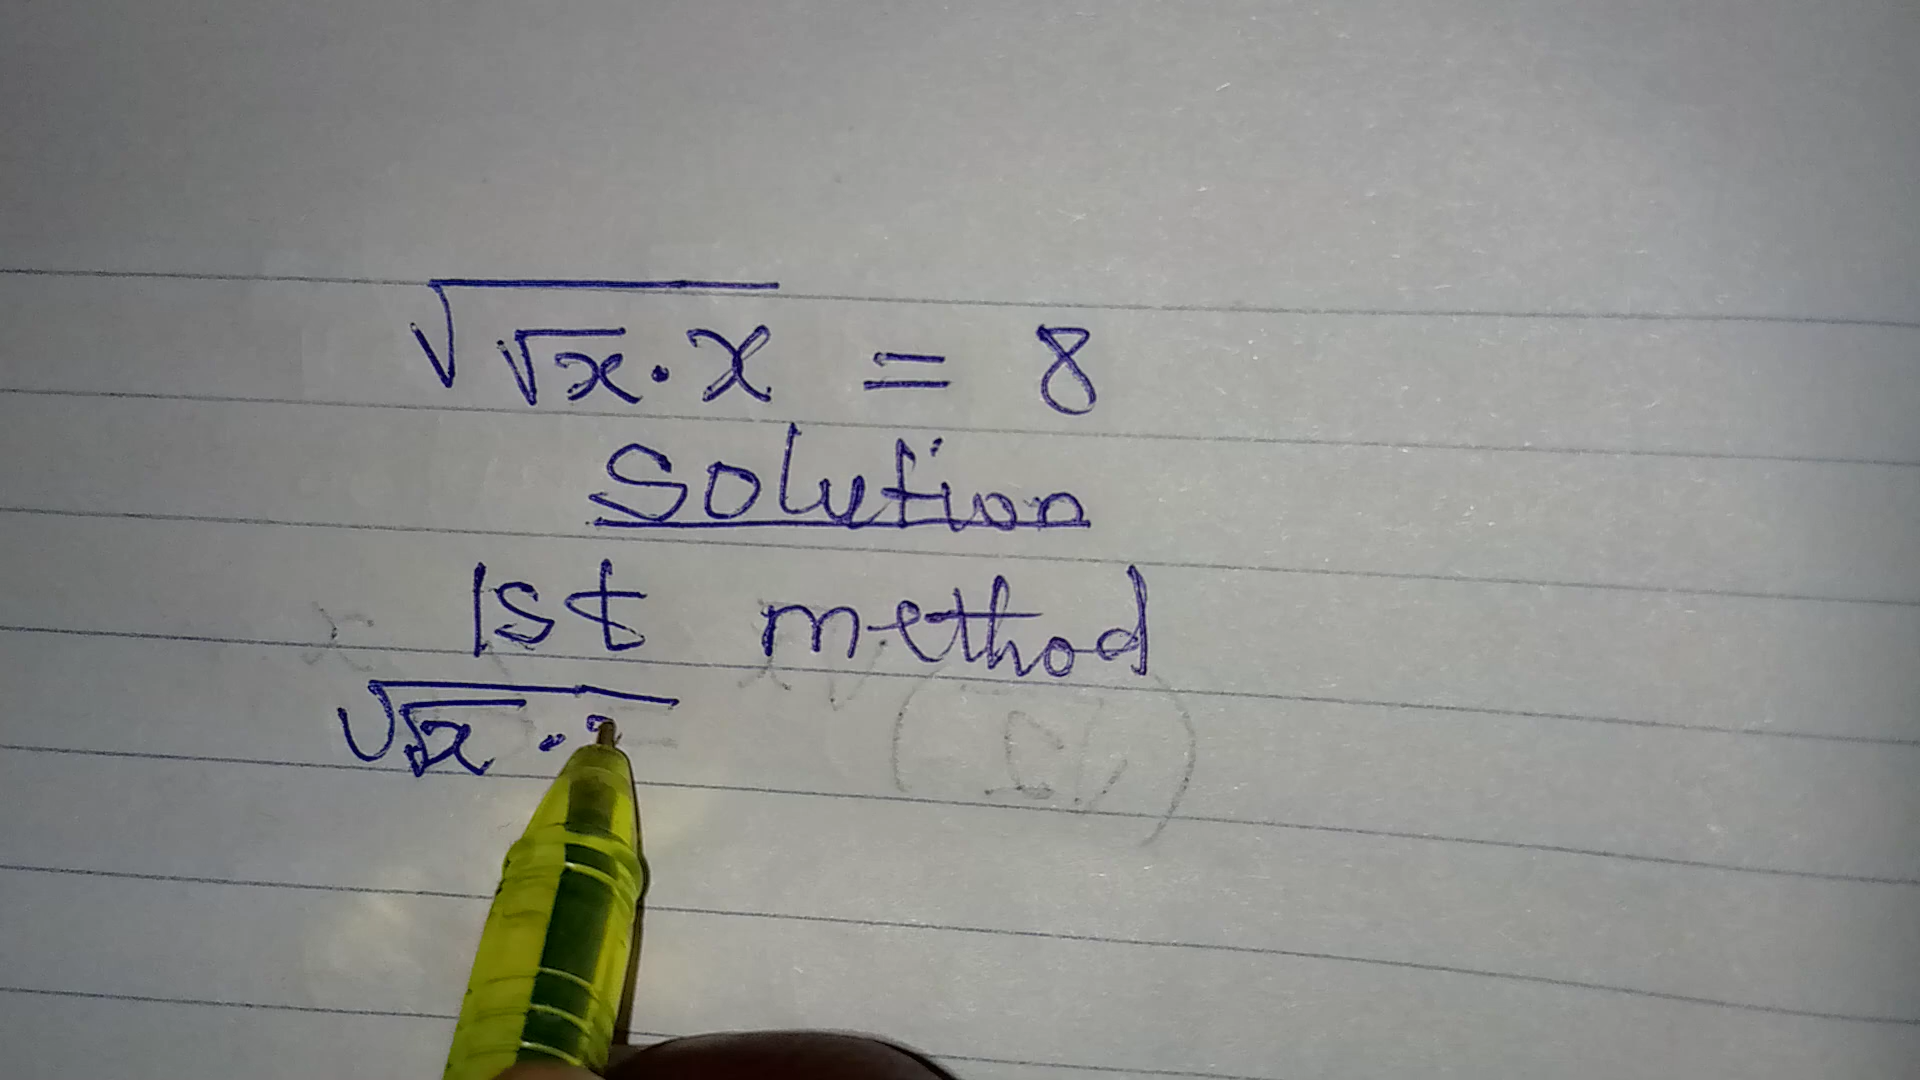 √(√x · x) = 8
Solution
1st method
√(√x ·